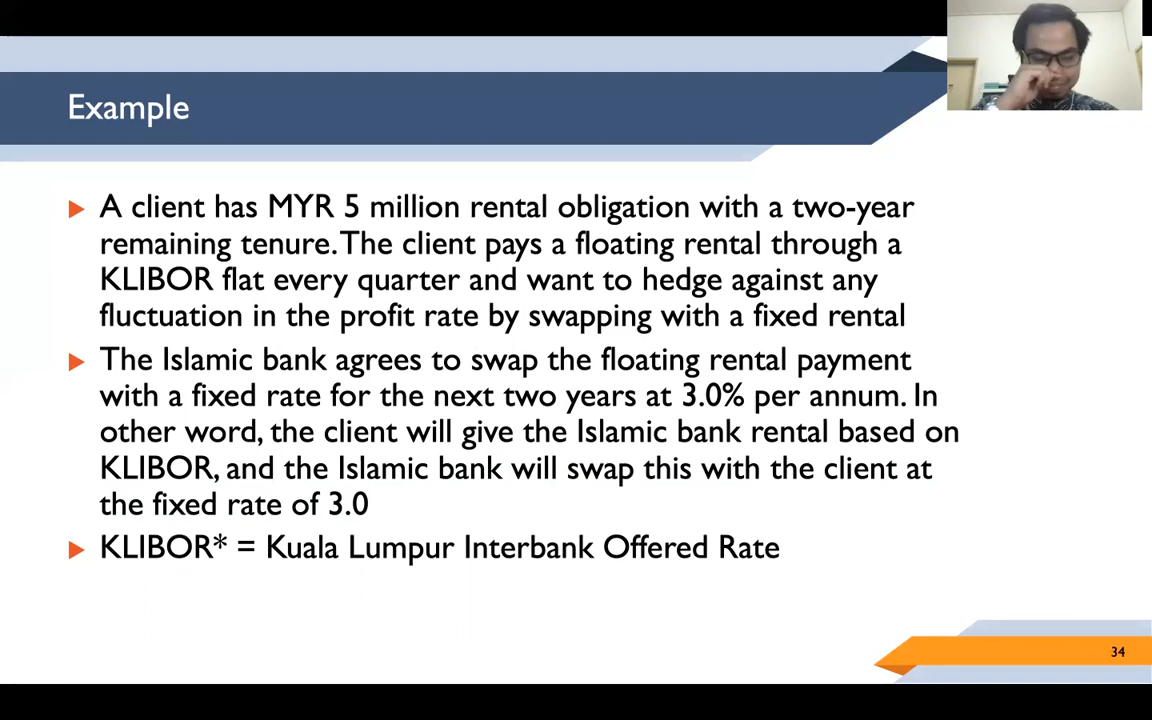 Example
A client has MYR 5 million rental obligation with a two-year
remaining tenure. The client pays a floating rental through a
KLIBOR flat every quarter and want to hedge against any
fluctuation in the profit rate by swapping with a fixed rental
The Islamic bank agrees to swap the floating rental payment
with a fixed rate for the next two years at 3.0% per annum. In
other word, the client will give the Islamic bank rental based on
KLIBOR, and the Islamic bank will swap this with the client at
the fixed rate of 3.0
KLIBOR* = Kuala Lumpur Interbank Offered Rate
34